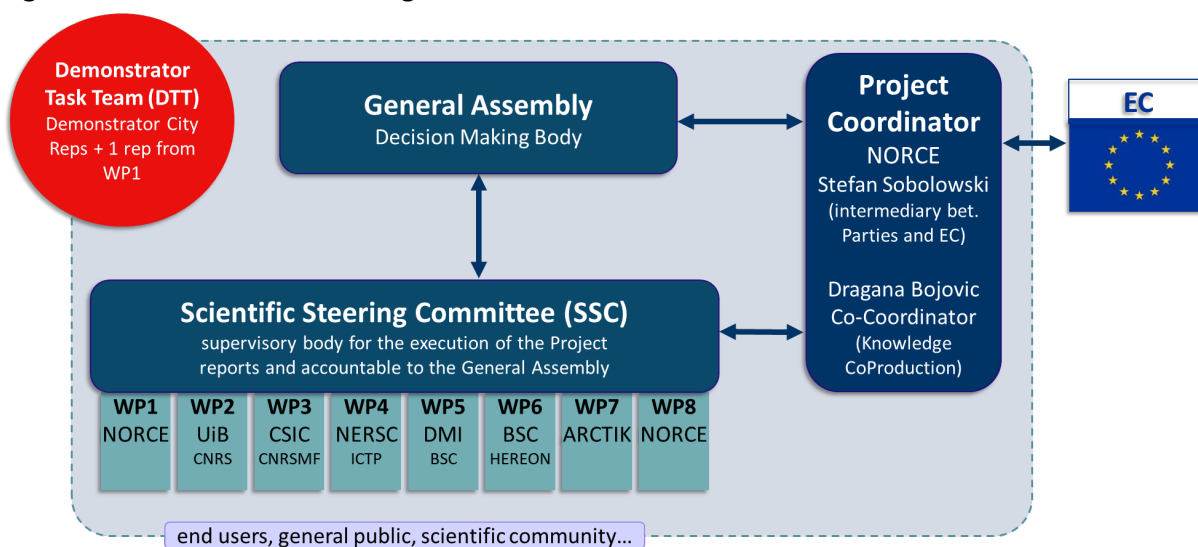 Demonstrator
Task Team (DTT)
Demonstrator City
Reps + 1 rep from
WP1
General Assembly
Decision Making Body
Project
Coordinator
NORCE
Stefan Sobolowski
(intermediary bet.
Parties and EC)
Dragana Bojovic
Co-Coordinator
(Knowledge
CoProduction)
EC
Scientific Steering Committee (SSC)
supervisory body for the execution of the Project
reports and accountable to the General Assembly
WP1
NORCE
WP2
UiB
CNRS
WP3
CSIC
CNRSMF
WP4
NERSC
ICTP
WP5
DMI
BSC
WP6
BSC
HEREON
WP7
ARCTIK
WP8
NORCE
end users, general public, scientific community...